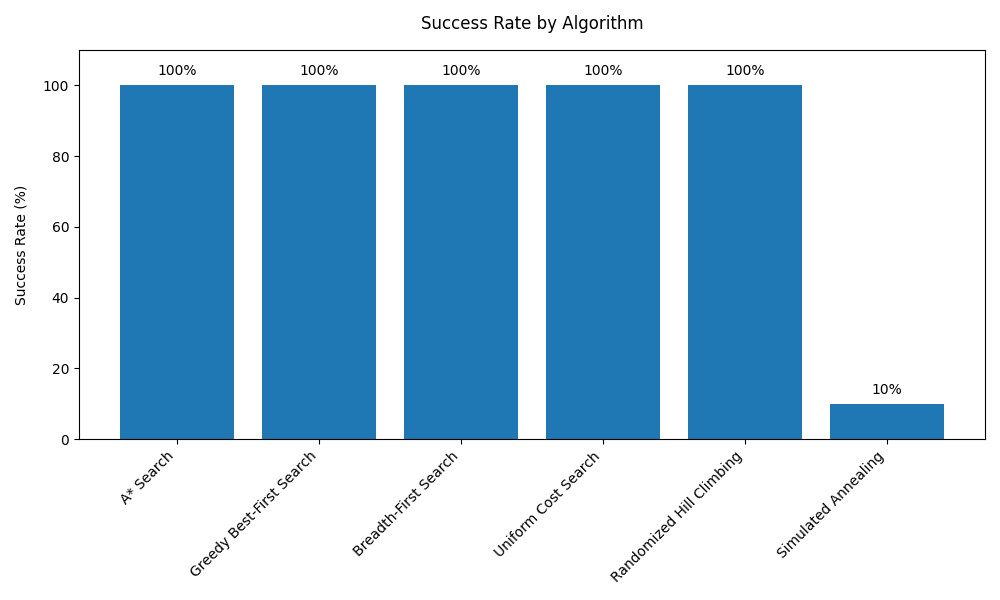 Success Rate by Algorithm
100%
100%
100%
100%
100%
10%
Success Rate (%)
100
80
60
40
20
0
A* Search
Greedy Best-First Search
Breadth-First Search
Uniform Cost Search
Randomized Hill Climbing
Simulated Annealing